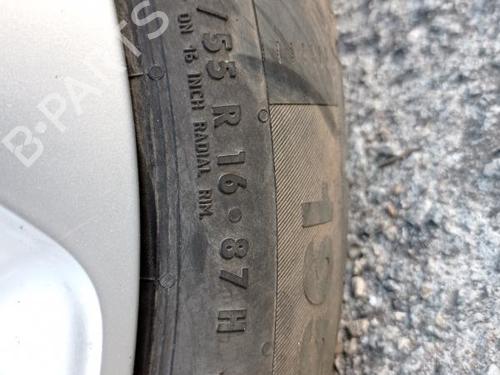 B-PARTS
/55 R 16 • 87 H
ON 16 INCH RADIAL RIM.